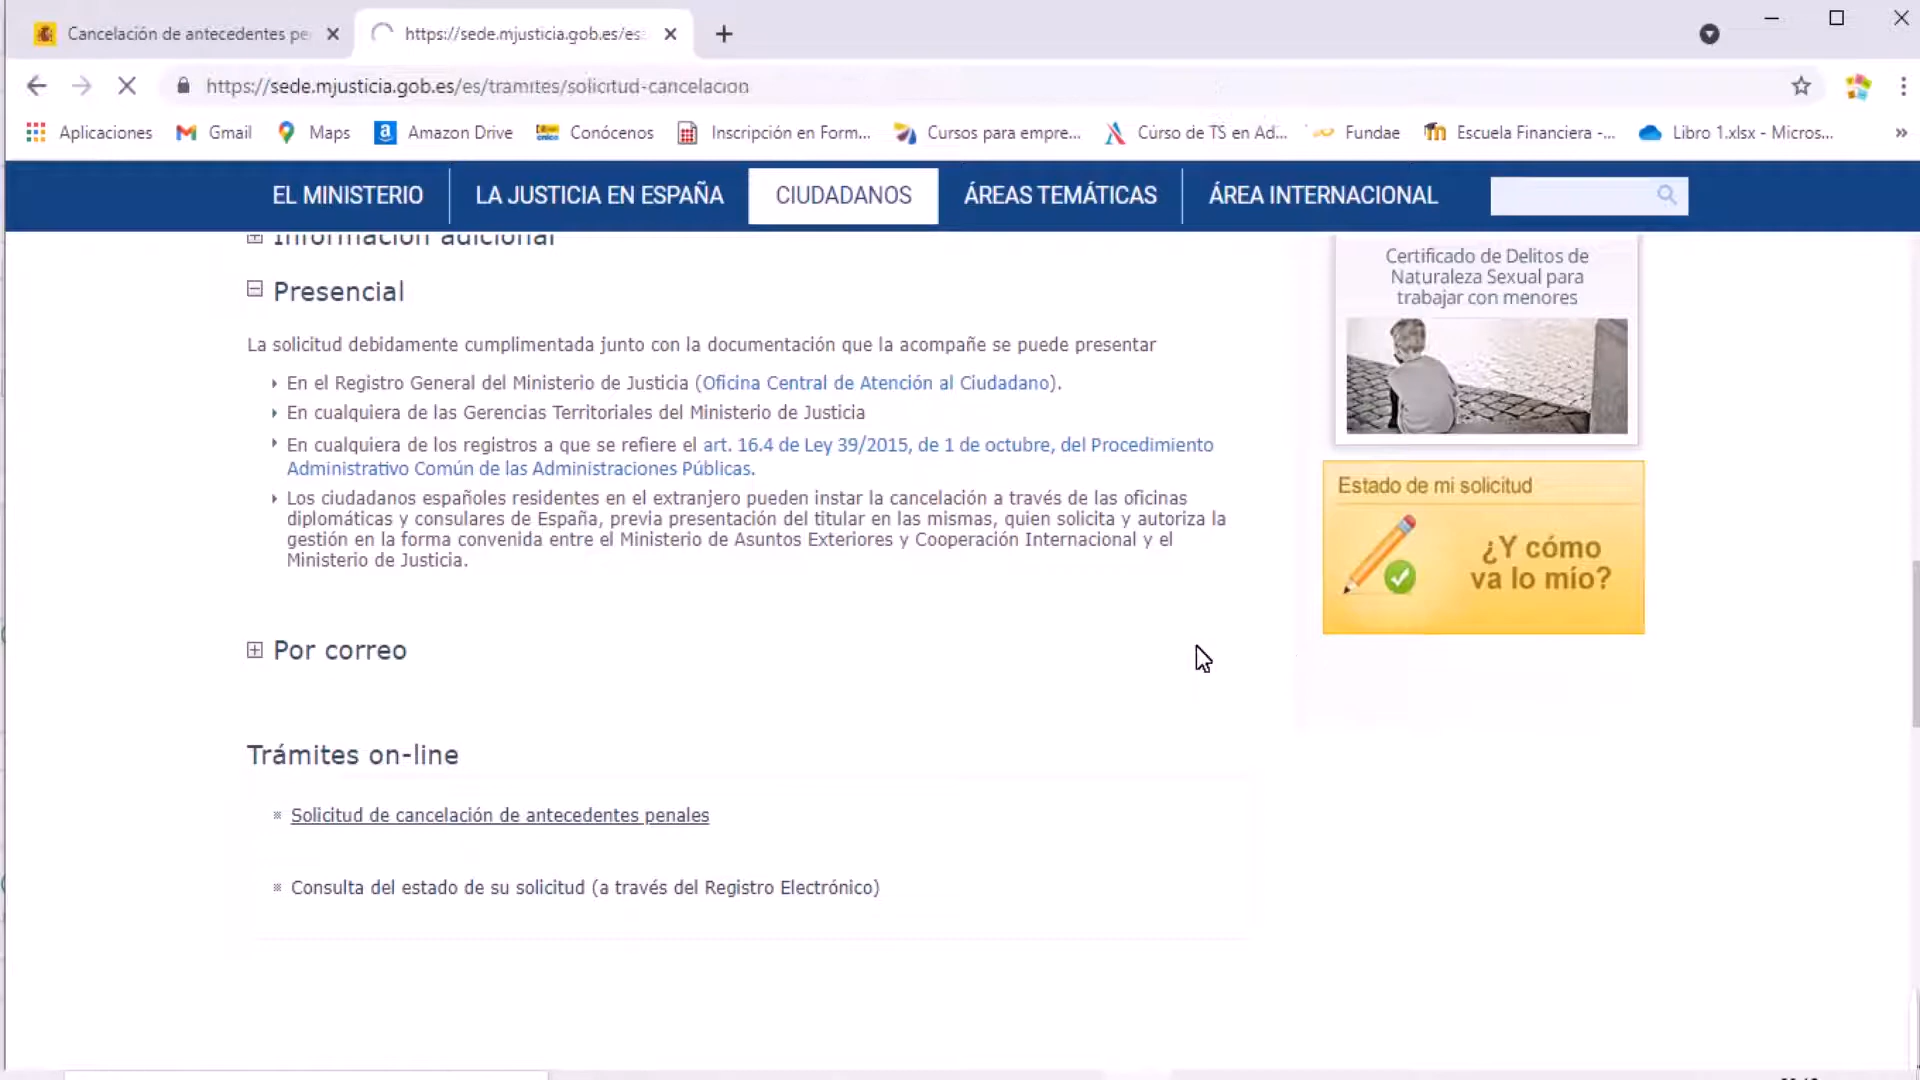 Cancelación de antecedentes pe
https://sede.mjusticia.gob.es/es
https://sede.mjusticia.gob.es/es/tramites/solicitud-cancelacion
Aplicaciones
Gmail
Maps
Amazon Drive
Conócenos
Inscripción en Form...
Cursos para empre...
Curso de TS en Ad...
Fundae
Escuela Financiera -...
Libro 1.xlsx - Micros...
EL MINISTERIO
LA JUSTICIA EN ESPAÑA
CIUDADANOS
ÁREAS TEMÁTICAS
ÁREA INTERNACIONAL
Información adicional
Presencial
La solicitud debidamente cumplimentada junto con la documentación que la acompañe se puede presentar
En el Registro General del Ministerio de Justicia (Oficina Central de Atención al Ciudadano).
En cualquiera de las Gerencias Territoriales del Ministerio de Justicia
En cualquiera de los registros a que se refiere el art. 16.4 de Ley 39/2015, de 1 de octubre, del Procedimiento
Administrativo Común de las Administraciones Públicas.
Los ciudadanos españoles residentes en el extranjero pueden instar la cancelación a través de las oficinas
diplomáticas y consulares de España, previa presentación del titular en las mismas, quien solicita y autoriza la
gestión en la forma convenida entre el Ministerio de Asuntos Exteriores y Cooperación Internacional y el
Ministerio de Justicia.
Por correo
Trámites on-line
Solicitud de cancelación de antecedentes penales
Consulta del estado de su solicitud (a través del Registro Electrónico)
Certificado de Delitos de
Naturaleza Sexual para
trabajar con menores
Estado de mi solicitud
¿Y cómo
va lo mío?